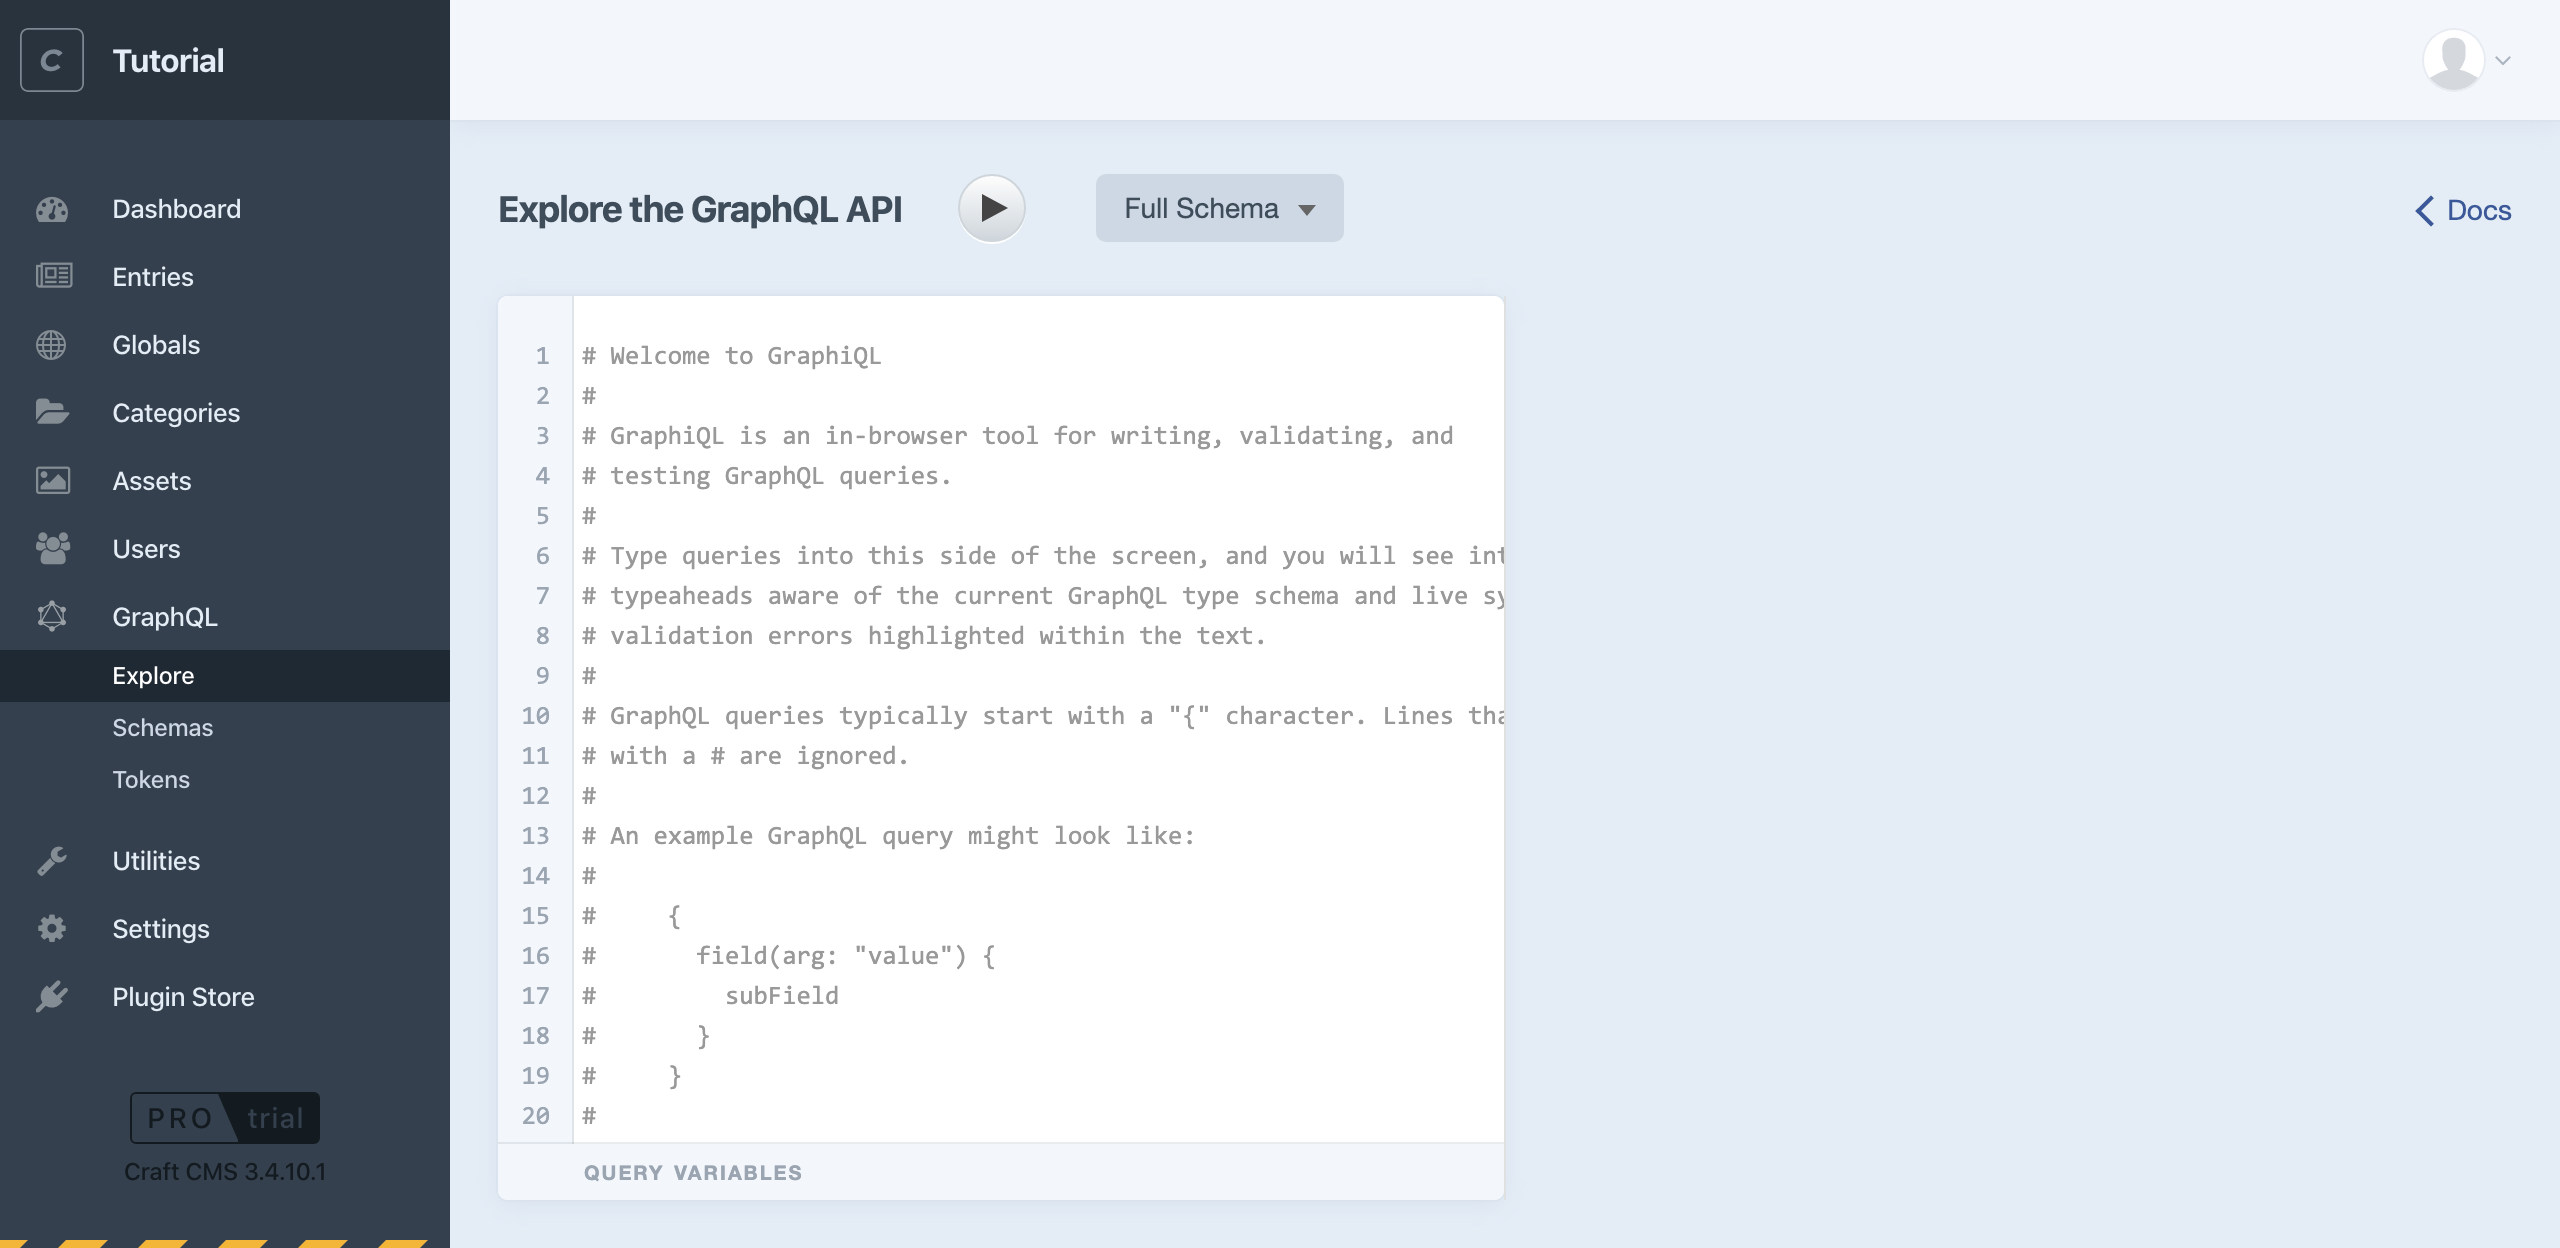 C
Tutorial
Dashboard
Entries
Globals
Categories
Assets
Users
GraphQL
Explore
Schemas
Tokens
Utilities
Settings
Plugin Store
PRO trial
Craft CMS 3.4.10.1
Explore the GraphQL API
Full Schema
Docs
1 # Welcome to GraphiQL
2 #
3 # GraphiQL is an in-browser tool for writing, validating, and
4 # testing GraphQL queries.
5 #
6 # Type queries into this side of the screen, and you will see int
7 # typeaheads aware of the current GraphQL type schema and live sy
8 # validation errors highlighted within the text.
9 #
10 # GraphQL queries typically start with a "{" character. Lines tha
11 # with a # are ignored.
12 #
13 # An example GraphQL query might look like:
14 #
15 #     {
16 #       field(arg: "value") {
17 #         subField
18 #       }
19 #     }
20 #
QUERY VARIABLES